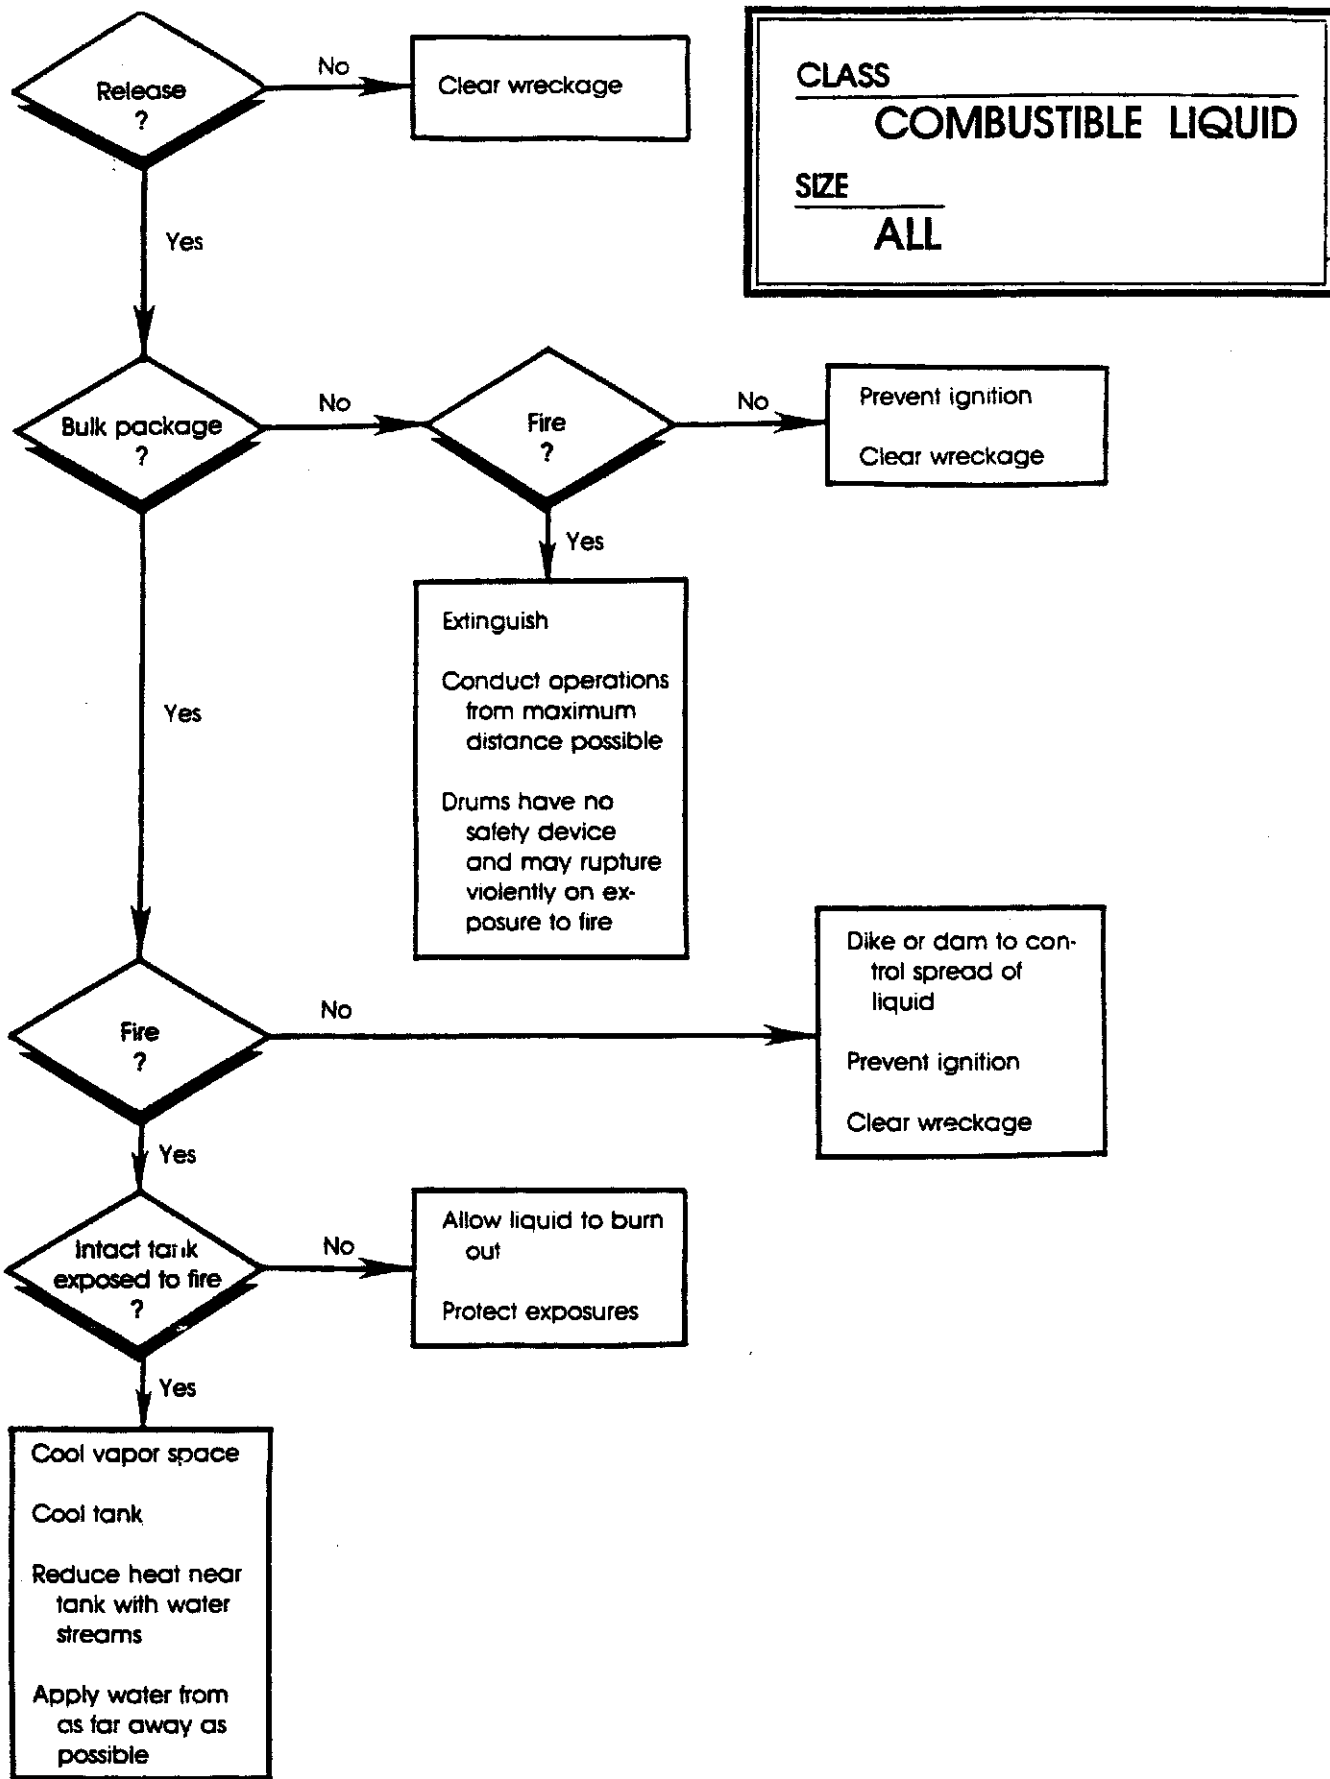 CLASS
COMBUSTIBLE LIQUID
SIZE
ALL
Release
?
No
Clear wreckage
Yes
Bulk package
?
No
Fire
?
No
Prevent ignition
Clear wreckage
Yes
Extinguish
Conduct operations
from maximum
distance possible
Drums have no
safety device
and may rupture
violently on ex-
posure to fire
Yes
Fire
?
No
Dike or dam to con-
trol spread of
liquid
Prevent ignition
Clear wreckage
Yes
Intact tank
exposed to fire
?
No
Allow liquid to burn
out
Protect exposures
Yes
Cool vapor space
Cool tank
Reduce heat near
tank with water
streams
Apply water from
as far away as
possible